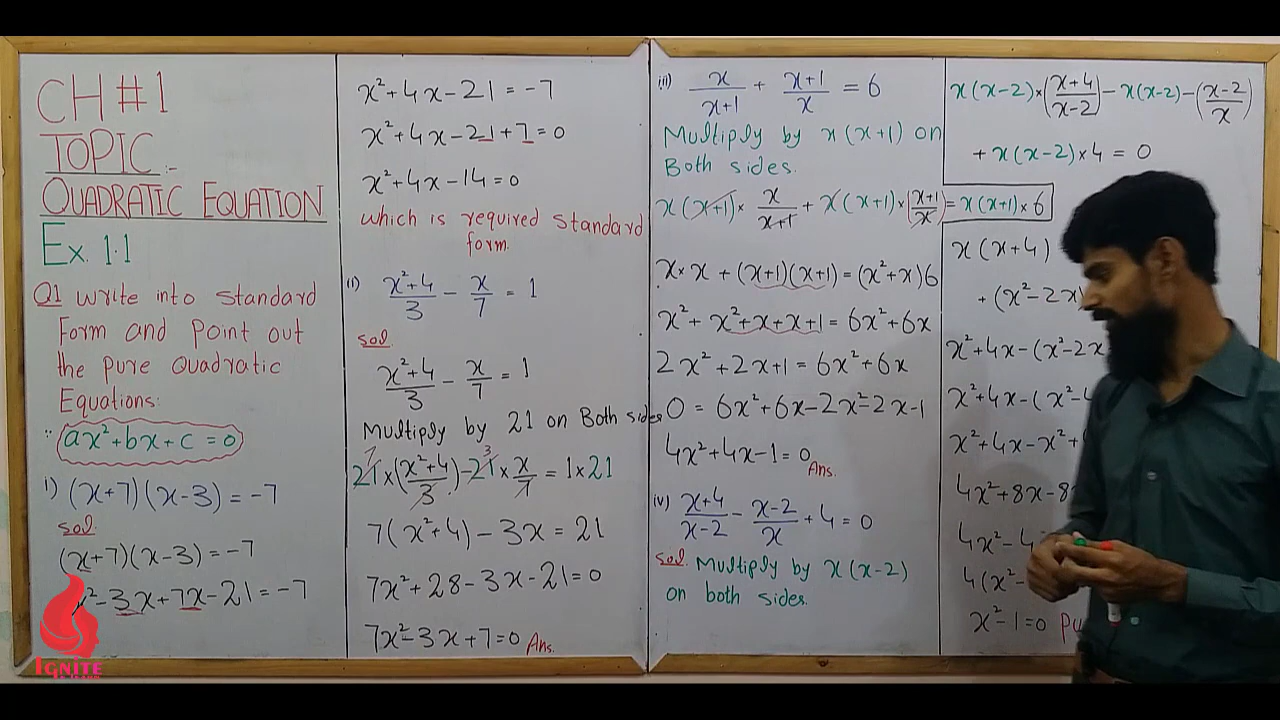 CH #1
TOPIC:-
QUADRATIC EQUATION
Ex. 1.1
Q1 Write into Standard
Form and Point out
the pure Quadratic
Equations:
∵ ax²+bx+c=0
i) (x+7)(x-3) = -7
sol:
(x+7)(x-3) = -7
x²-3x+7x-21 = -7
IGNITE
x²+4x-21 = -7
x²+4x-21+7=0
x²+4x-14=0
which is required Standard
form.
(ii) (x²+4)/3 - x/7 = 1
sol.
(x²+4)/3 - x/7 = 1
Multiply by 21 on Both sides
7 3
21×((x²+4)/3)-21×x/7 = 1×21
7(x²+4)-3x = 21
7x²+28-3x-21=0
7x²-3x+7=0 Ans.
iii) x/(x+1) + (x+1)/x = 6
Multiply by x(x+1) on
Both sides.
x(x+1)× x/(x+1) + x(x+1)×((x+1)/x) = x(x+1)×6
x×x + (x+1)(x+1) = (x²+x)6
x²+ x²+x+x+1 = 6x²+6x
2x²+2x+1 = 6x²+6x
0 = 6x²+6x-2x²-2x-1
4x²+4x-1=0 Ans.
iv) (x+4)/(x-2) - (x-2)/x + 4 = 0
sol. Multiply by x(x-2)
on both sides.
x(x-2)×((x+4)/(x-2)) - x(x-2)-((x-2)/x)
+ x(x-2)×4 = 0
x(x+4)
+ (x²-2x)
x²+4x-(x²-2x
x²+4x-(x²-4
x²+4x-x²+
4x²+8x-8
4x²-4
4(x²-
x²-1=0